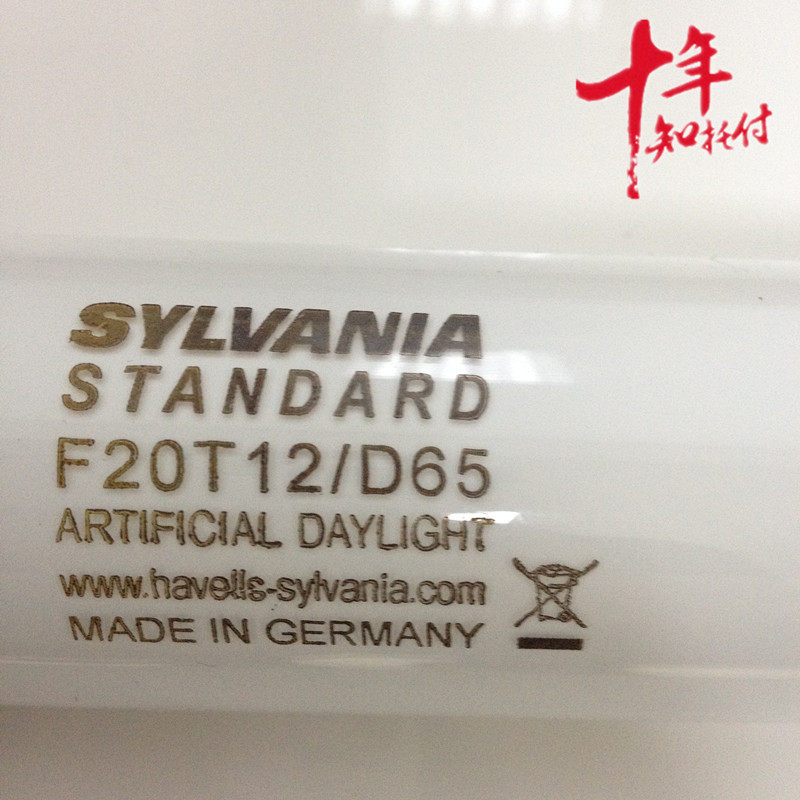 十年
知托付
SYLVANIA
STANDARD
F20T12/D65
ARTIFICIAL DAYLIGHT
www.havells-sylvania.com
MADE IN GERMANY